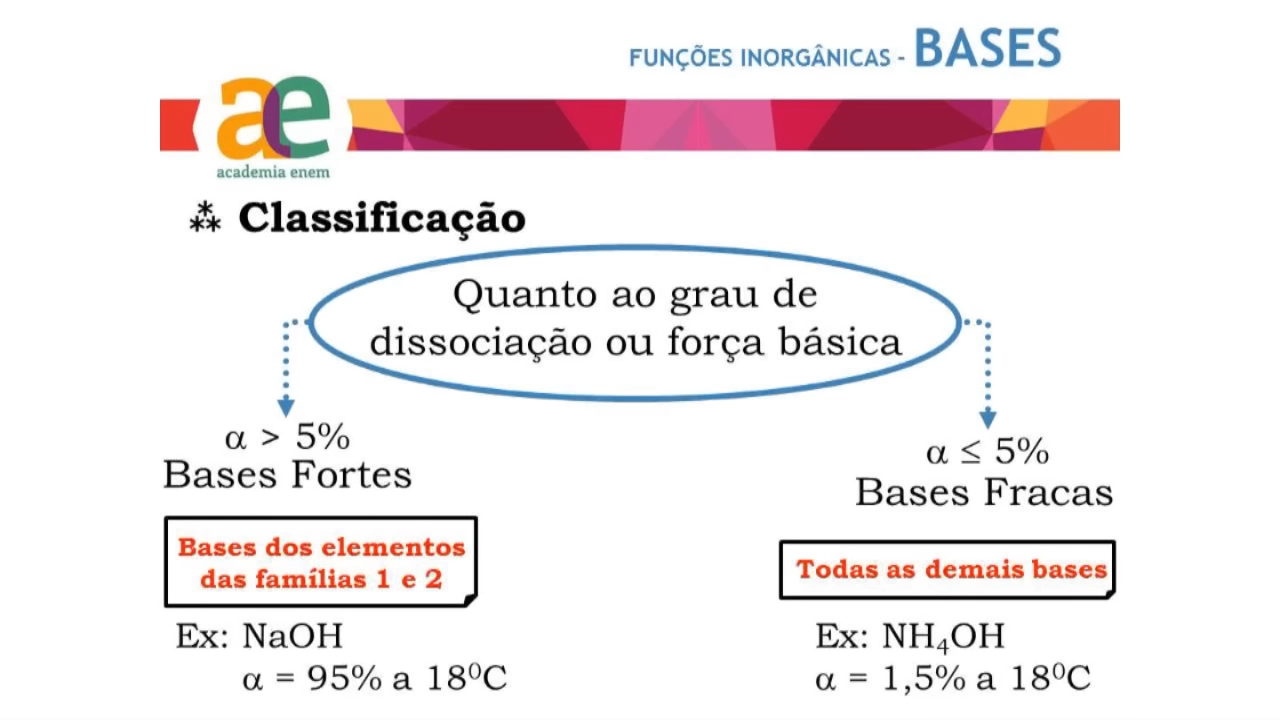 FUNÇÕES INORGÂNICAS - BASES
ae
academia enem
⁂ Classificação
Quanto ao grau de
dissociação ou força básica
α > 5%
Bases Fortes
Bases dos elementos
das famílias 1 e 2
Ex: NaOH
α = 95% a 18⁰C
α ≤ 5%
Bases Fracas
Todas as demais bases
Ex: NH₄OH
α = 1,5% a 18⁰C